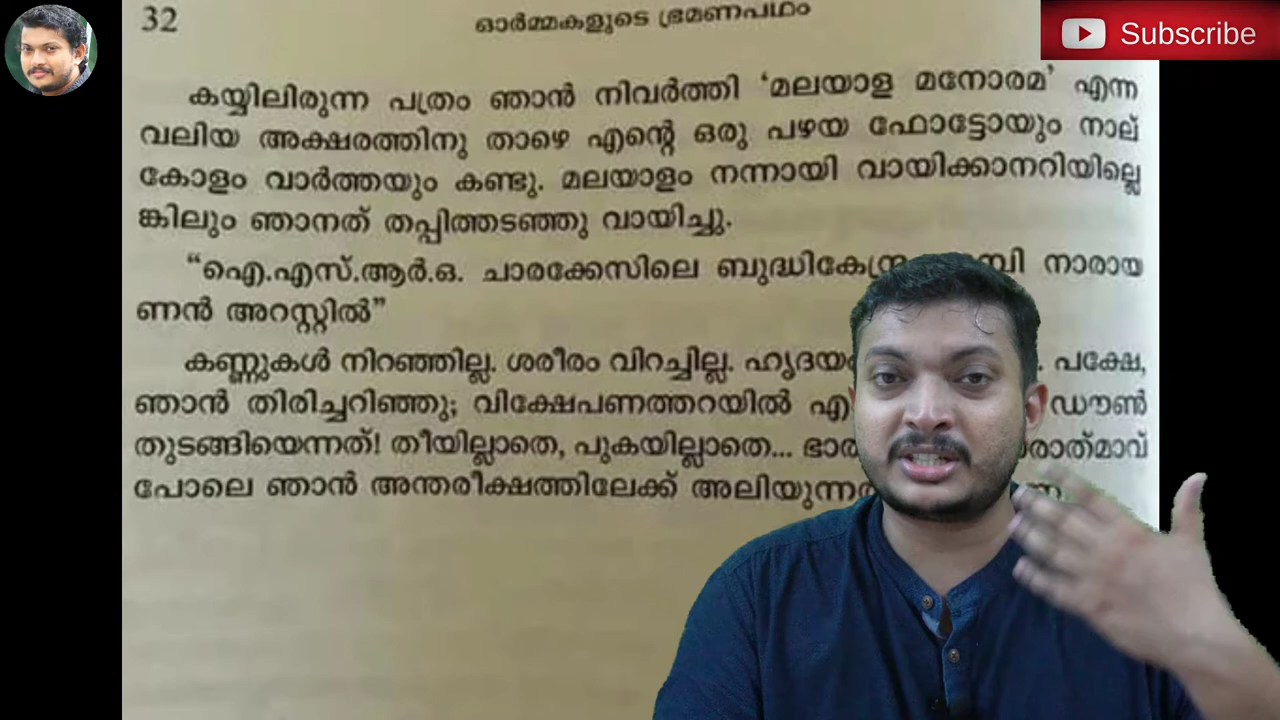 32
ഓർമ്മകളുടെ ഭ്രമണപഥം
Subscribe
കയ്യിലിരുന്ന പത്രം ഞാൻ നിവർത്തി ‘മലയാള മനോരമ’ എന്ന
വലിയ അക്ഷരത്തിനു താഴെ എന്റെ ഒരു പഴയ ഫോട്ടോയും നാല്
കോളം വാർത്തയും കണ്ടു. മലയാളം നന്നായി വായിക്കാനറിയില്ലെ
ങ്കിലും ഞാനത് തപ്പിത്തടഞ്ഞു വായിച്ചു.
“ഐ.എസ്.ആർ.ഒ. ചാരക്കേസിലെ ബുദ്ധികേന്ദ്രം നാരായ
ണൻ അറസ്റ്റിൽ”
കണ്ണുകൾ നിറഞ്ഞില്ല. ശരീരം വിറച്ചില്ല. പക്ഷേ,
ഞാൻ തിരിച്ചറിഞ്ഞു; വിക്ഷേപണത്തറയിൽ ഡൗൺ
തുടങ്ങിയെന്നത്! തീയില്ലാതെ, പുകയില്ലാതെ...
പോലെ ഞാൻ അന്തരീക്ഷത്തിലേക്ക്